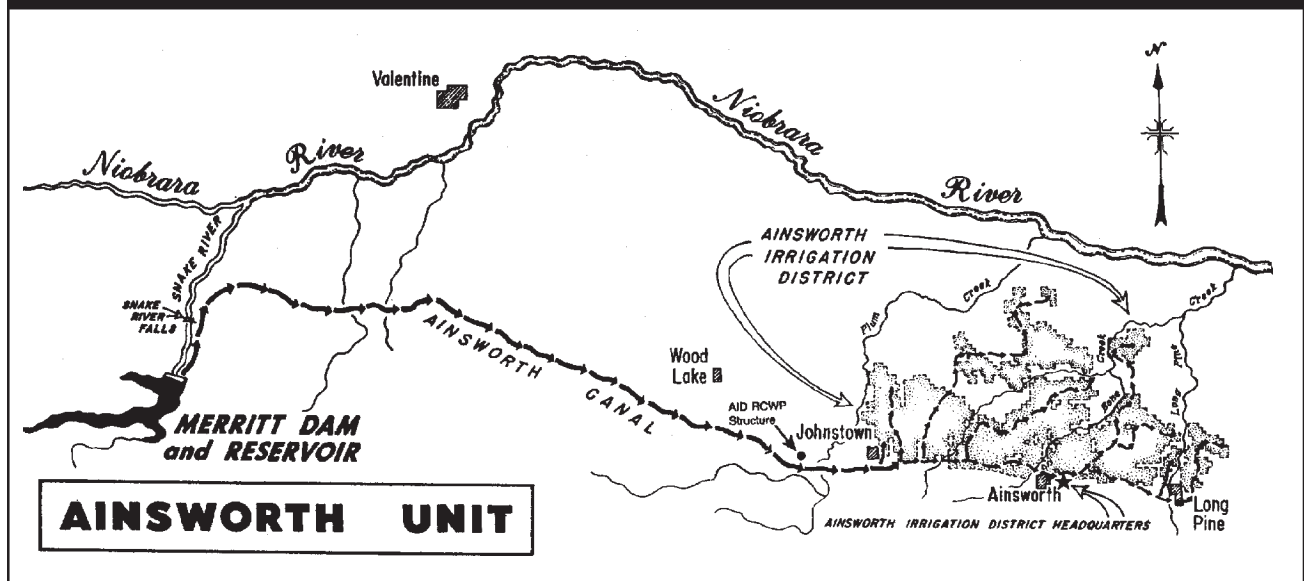 Valentine
N
Niobrara
River
Niobrara
River
SNAKE RIVER
SNAKE
RIVER
FALLS
AINSWORTH
IRRIGATION
DISTRICT
Plum
Creek
Creek
Long Pine
Creek
Bone
AINSWORTH
CANAL
Wood
Lake
AID RCWP
Structure
Johnstown
MERRITT DAM
and RESERVOIR
Ainsworth
Long
Pine
AINSWORTH IRRIGATION DISTRICT HEADQUARTERS
AINSWORTH UNIT